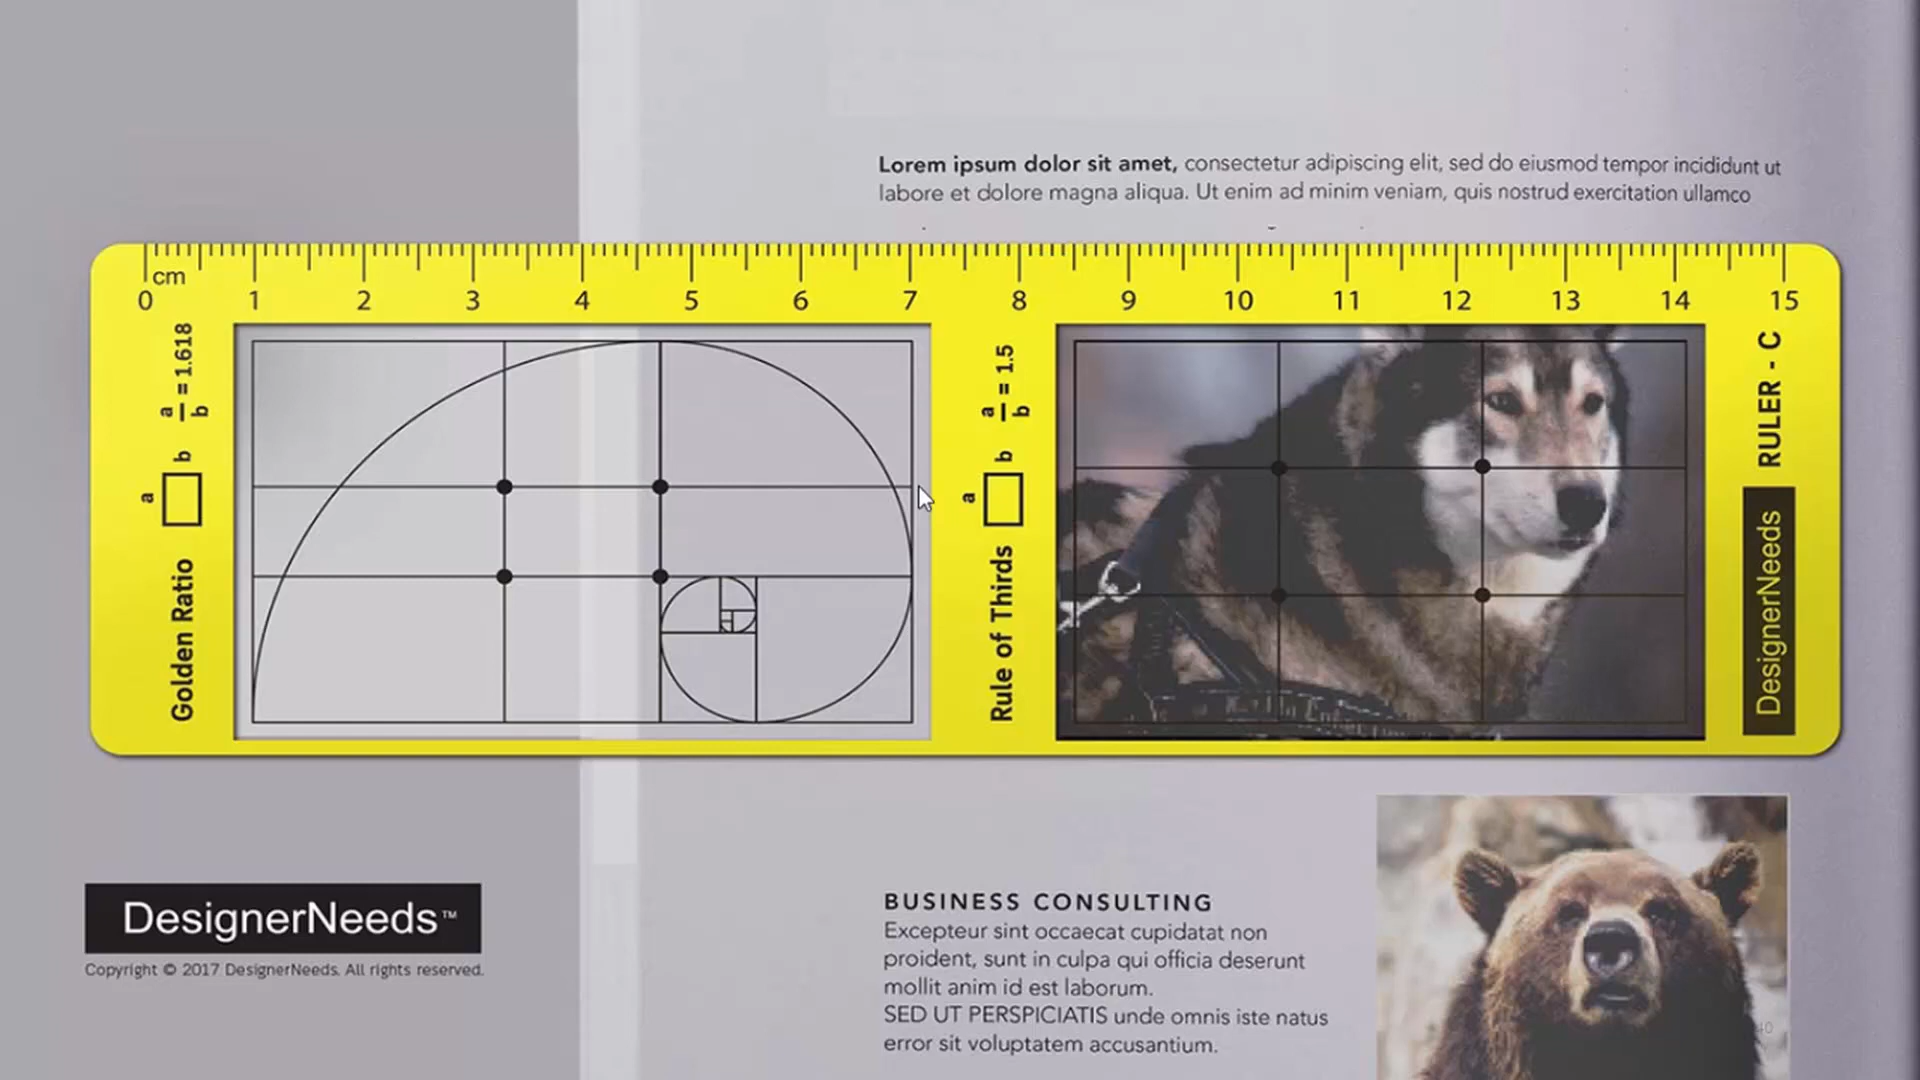 Lorem ipsum dolor sit amet, consectetur adipiscing elit, sed do eiusmod tempor incididunt ut
labore et dolore magna aliqua. Ut enim ad minim veniam, quis nostrud exercitation ullamco
cm
0 1 2 3 4 5 6 7 8 9 10 11 12 13 14 15
Golden Ratio
a
b
a/b = 1.618
Rule of Thirds
a
b
a/b = 1.5
RULER - C
DesignerNeeds
DesignerNeeds™
Copyright © 2017 DesignerNeeds. All rights reserved.
BUSINESS CONSULTING
Excepteur sint occaecat cupidatat non
proident, sunt in culpa qui officia deserunt
mollit anim id est laborum.
SED UT PERSPICIATIS unde omnis iste natus
error sit voluptatem accusantium.
40